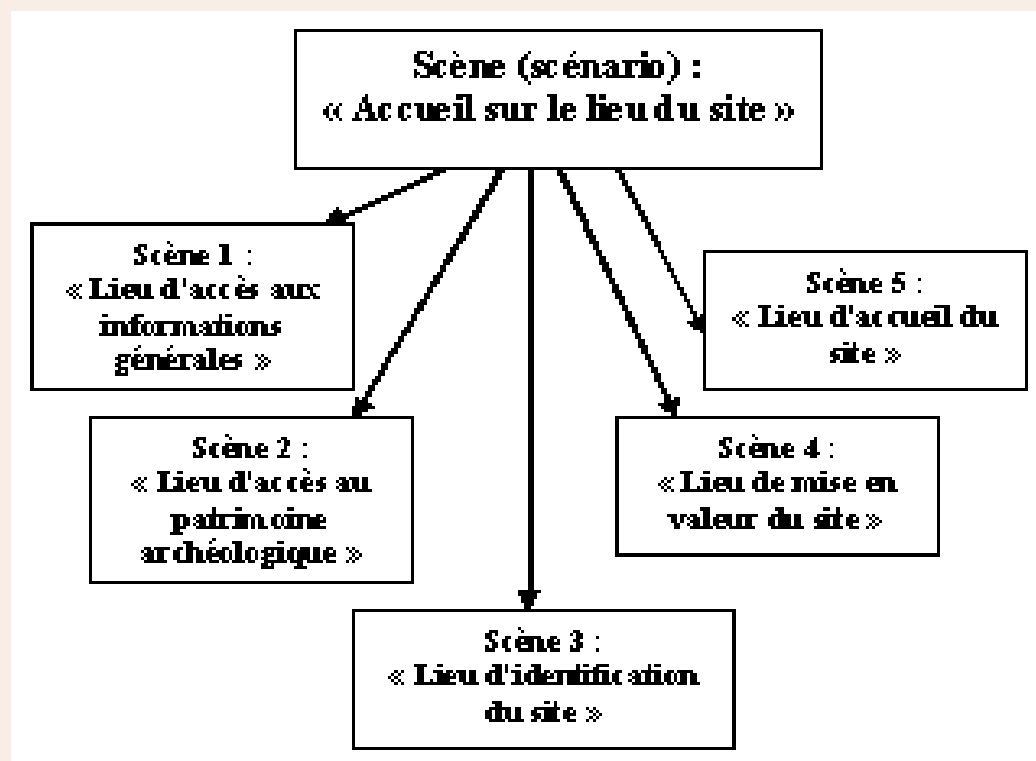 Scène (scénario) :
« Accueil sur le lieu du site »
Scène 1 :
« Lieu d'accès aux
informations
générales »
Scène 2 :
« Lieu d'accès au
patrimoine
archéologique »
Scène 3 :
« Lieu d'identification
du site »
Scène 4 :
« Lieu de mise en
valeur du site »
Scène 5 :
« Lieu d'accueil du
site »